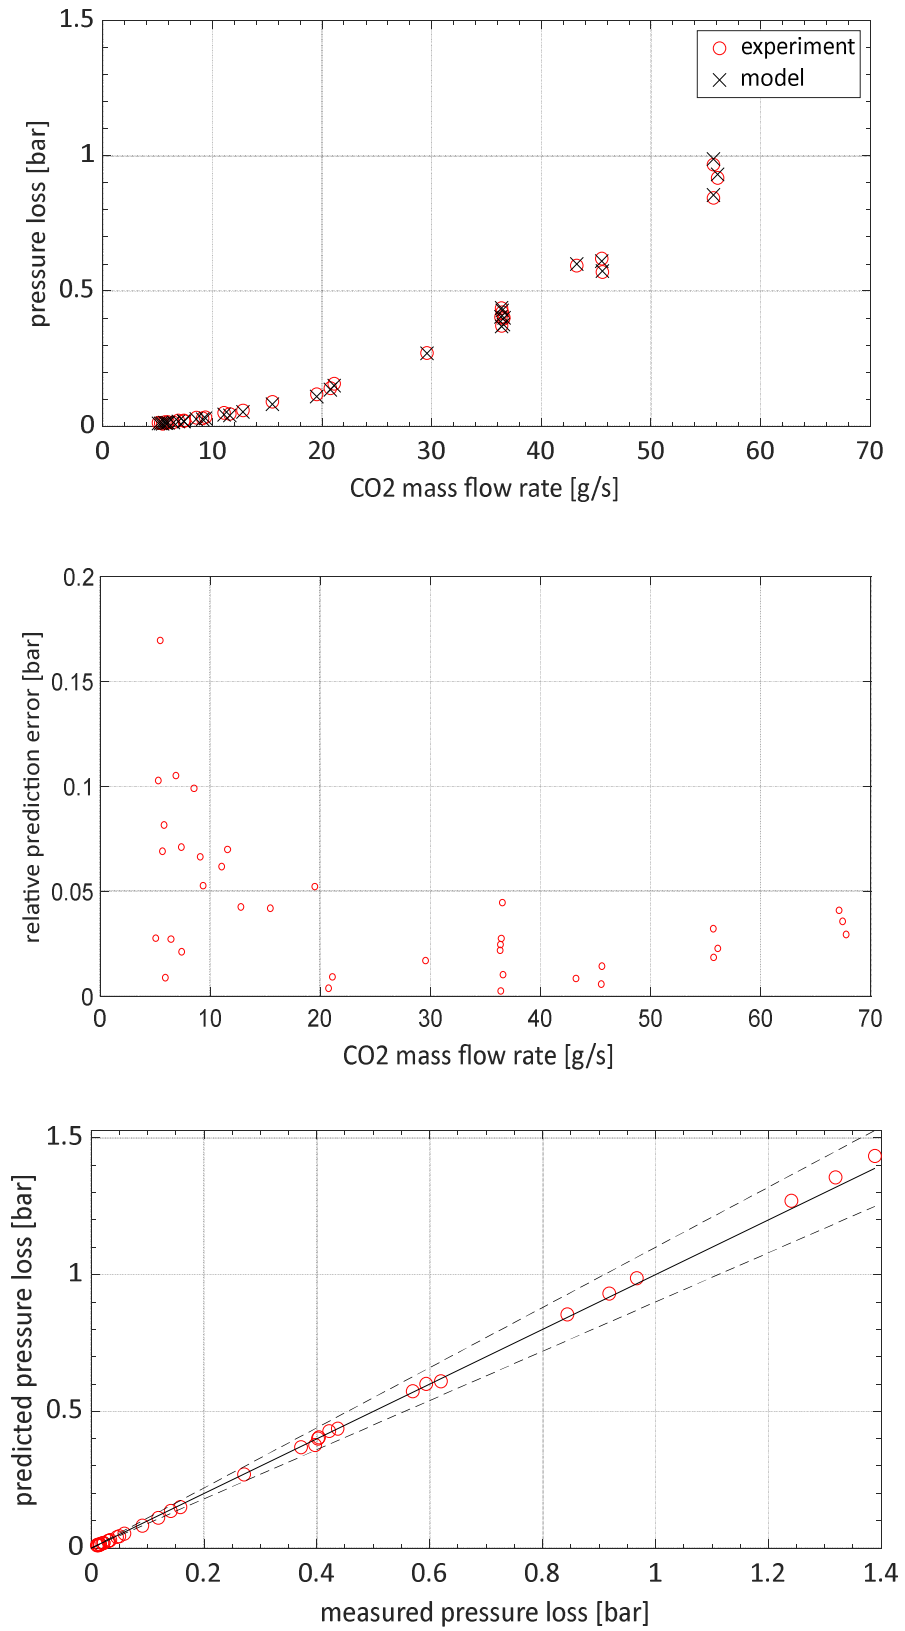 1.5
experiment
model
1
0.5
0
pressure loss [bar]
0 10 20 30 40 50 60 70
CO2 mass flow rate [g/s]
0.2
0.15
0.1
0.05
0
relative prediction error [bar]
0 10 20 30 40 50 60 70
CO2 mass flow rate [g/s]
1.5
1
0.5
0
predicted pressure loss [bar]
0 0.2 0.4 0.6 0.8 1 1.2 1.4
measured pressure loss [bar]